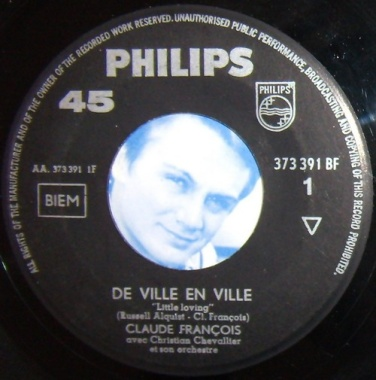 ALL RIGHTS OF THE MANUFACTURER AND OF THE OWNER OF THE RECORDED WORK RESERVED. UNAUTHORISED PUBLIC PERFORMANCE, BROADCASTING AND COPYING OF THIS RECORD PROHIBITED.
PHILIPS
45
PHILIPS
AA. 373391 1F
373 391 BF
BIEM
1
DE VILLE EN VILLE
"Little loving"
(Russell Alquist - Cl. François)
CLAUDE FRANÇOIS
avec Christian Chevallier
et son orchestre